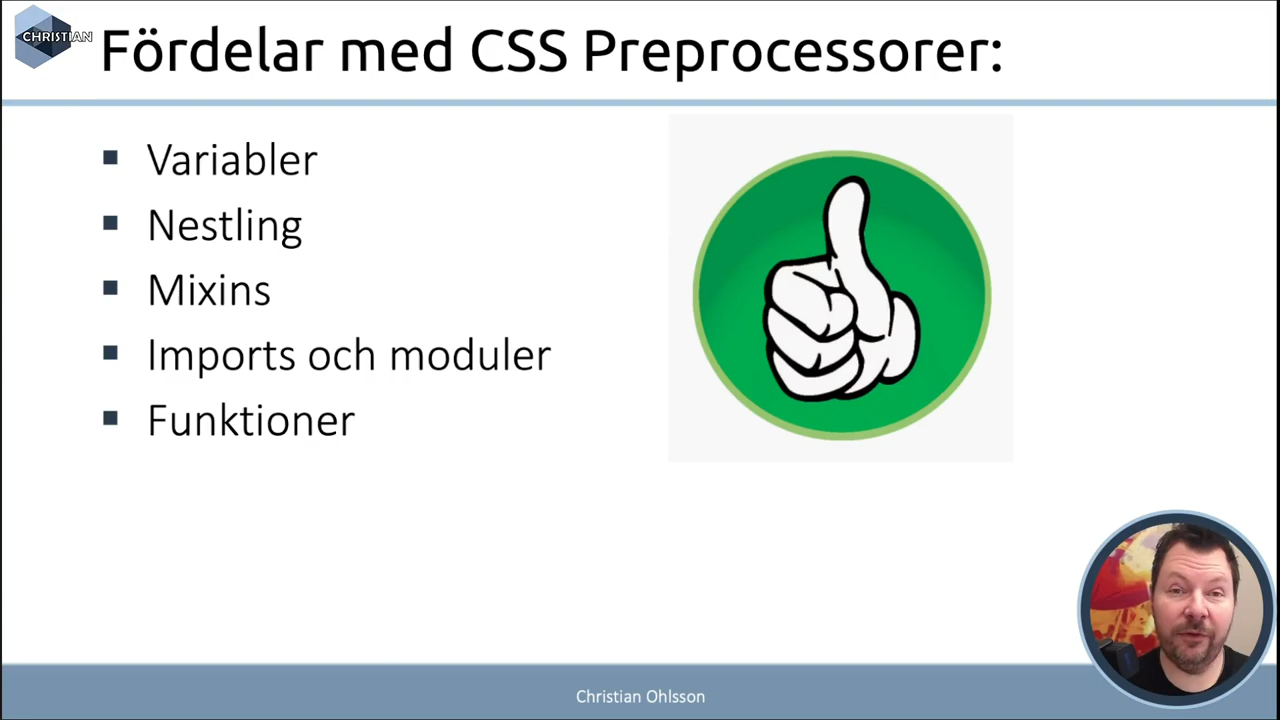 CHRISTIAN
Fördelar med CSS Preprocessorer:
Variabler
Nestling
Mixins
Imports och moduler
Funktioner
Christian Ohlsson